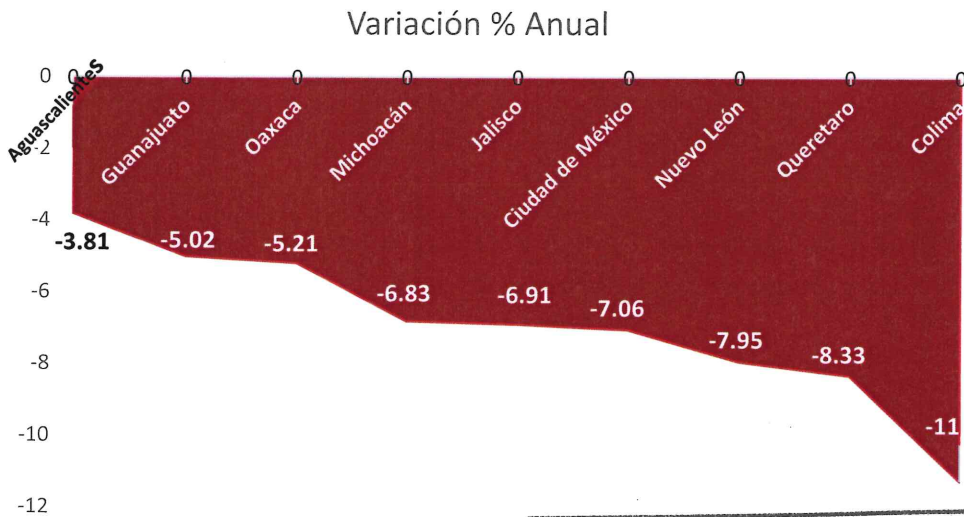 Variación % Anual
0
0 0 0 0 0 0 0 0 0
AguascalienteS
Guanajuato
Oaxaca
Michoacán
Jalisco
Ciudad de México
Nuevo León
Queretaro
Colima
-2
-4
-3.81
-5.02
-5.21
-6
-6.83
-6.91
-7.06
-7.95
-8
-8.33
-10
-11
-12